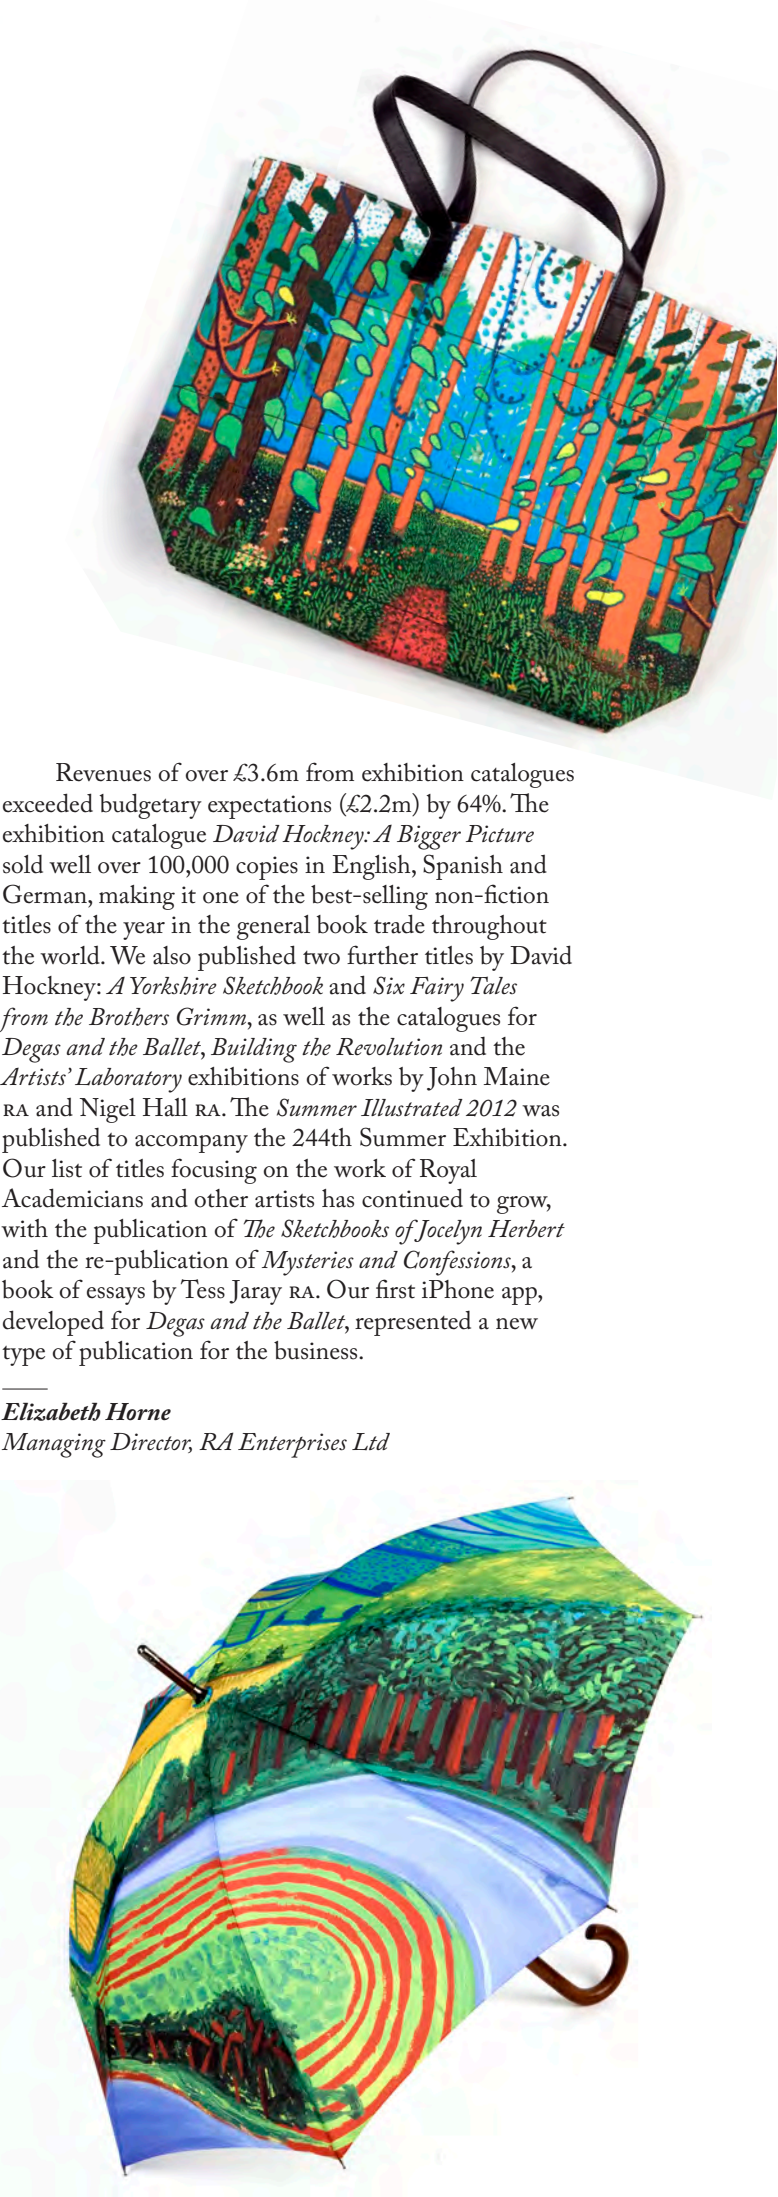 Revenues of over £3.6m from exhibition catalogues
exceeded budgetary expectations (£2.2m) by 64%. The
exhibition catalogue David Hockney: A Bigger Picture
sold well over 100,000 copies in English, Spanish and
German, making it one of the best-selling non-fiction
titles of the year in the general book trade throughout
the world. We also published two further titles by David
Hockney: A Yorkshire Sketchbook and Six Fairy Tales
from the Brothers Grimm, as well as the catalogues for
Degas and the Ballet, Building the Revolution and the
Artists’ Laboratory exhibitions of works by John Maine
RA and Nigel Hall RA. The Summer Illustrated 2012 was
published to accompany the 244th Summer Exhibition.
Our list of titles focusing on the work of Royal
Academicians and other artists has continued to grow,
with the publication of The Sketchbooks of Jocelyn Herbert
and the re-publication of Mysteries and Confessions, a
book of essays by Tess Jaray RA. Our first iPhone app,
developed for Degas and the Ballet, represented a new
type of publication for the business.
Elizabeth Horne
Managing Director, RA Enterprises Ltd